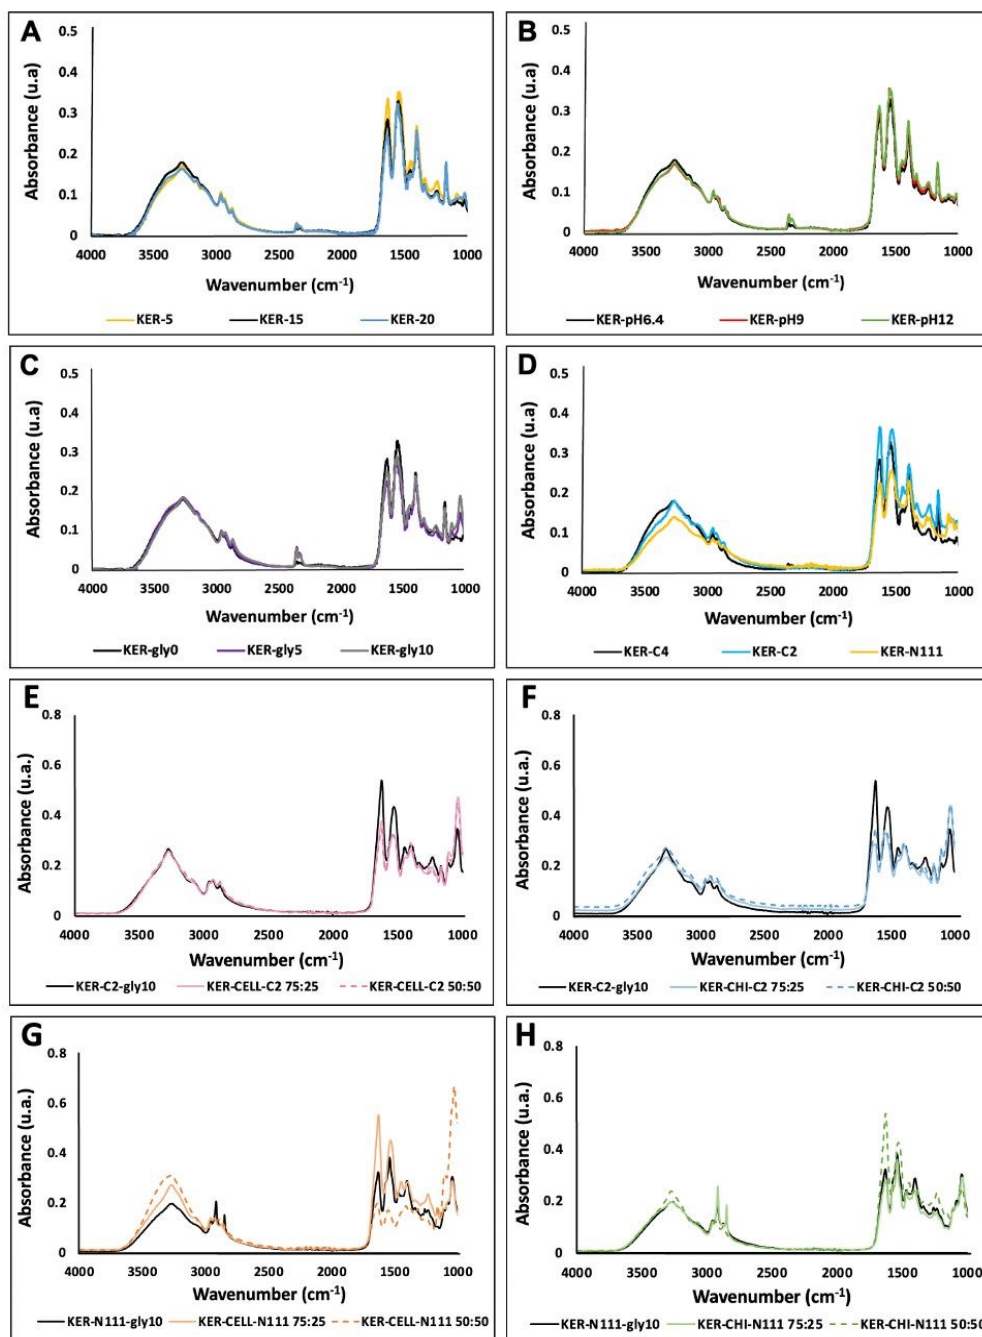 A
Absorbance (u.a)
0.5
0.4
0.3
0.2
0.1
0
4000 3500 3000 2500 2000 1500 1000
Wavenumber (cm-1)
KER-5 KER-15 KER-20
B
Absorbance (u.a)
0.5
0.4
0.3
0.2
0.1
0
4000 3500 3000 2500 2000 1500 1000
Wavenumber (cm-1)
KER-pH6.4 KER-pH9 KER-pH12
C
Absorbance (u.a)
0.5
0.4
0.3
0.2
0.1
0
4000 3500 3000 2500 2000 1500 1000
Wavenumber (cm-1)
KER-gly0 KER-gly5 KER-gly10
D
Absorbance (u.a)
0.5
0.4
0.3
0.2
0.1
0
4000 3500 3000 2500 2000 1500 1000
Wavenumber (cm-1)
KER-C4 KER-C2 KER-N111
E
Absorbance (u.a.)
0.8
0.6
0.4
0.2
0
4000 3500 3000 2500 2000 1500 1000
Wavenumber (cm-1)
KER-C2-gly10 KER-CELL-C2 75:25 KER-CELL-C2 50:50
F
Absorbance (u.a.)
0.8
0.6
0.4
0.2
0
4000 3500 3000 2500 2000 1500 1000
Wavenumber (cm-1)
KER-C2-gly10 KER-CHI-C2 75:25 KER-CHI-C2 50:50
G
Absorbance (u.a.)
0.8
0.6
0.4
0.2
0
4000 3500 3000 2500 2000 1500 1000
Wavenumber (cm-1)
KER-N111-gly10 KER-CELL-N111 75:25 KER-CELL-N111 50:50
H
Absorbance (u.a.)
0.8
0.6
0.4
0.2
0
4000 3500 3000 2500 2000 1500 1000
Wavenumber (cm-1)
KER-N111-gly10 KER-CHI-N111 75:25 KER-CHI-N111 50:50